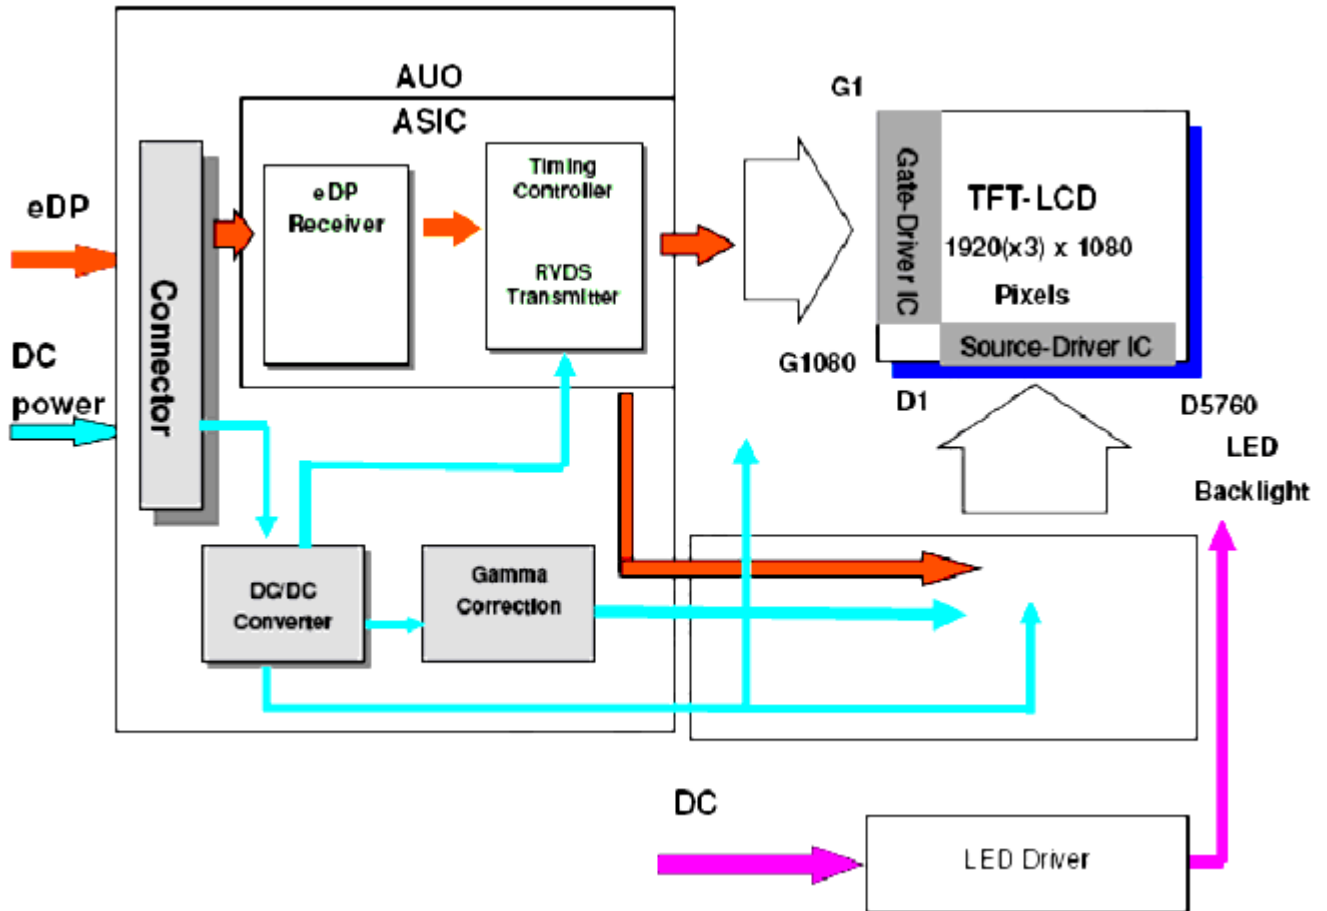 AUO
ASIC
eDP
DC
power
Connector
eDP
Receiver
Timing
Controller
RVDS
Transmitter
DC/DC
Converter
Gamma
Correction
G1
G1080
Gate-Driver IC
TFT-LCD
1920(x3) x 1080
Pixels
Source-Driver IC
D1
D5760
LED
Backlight
DC
LED Driver